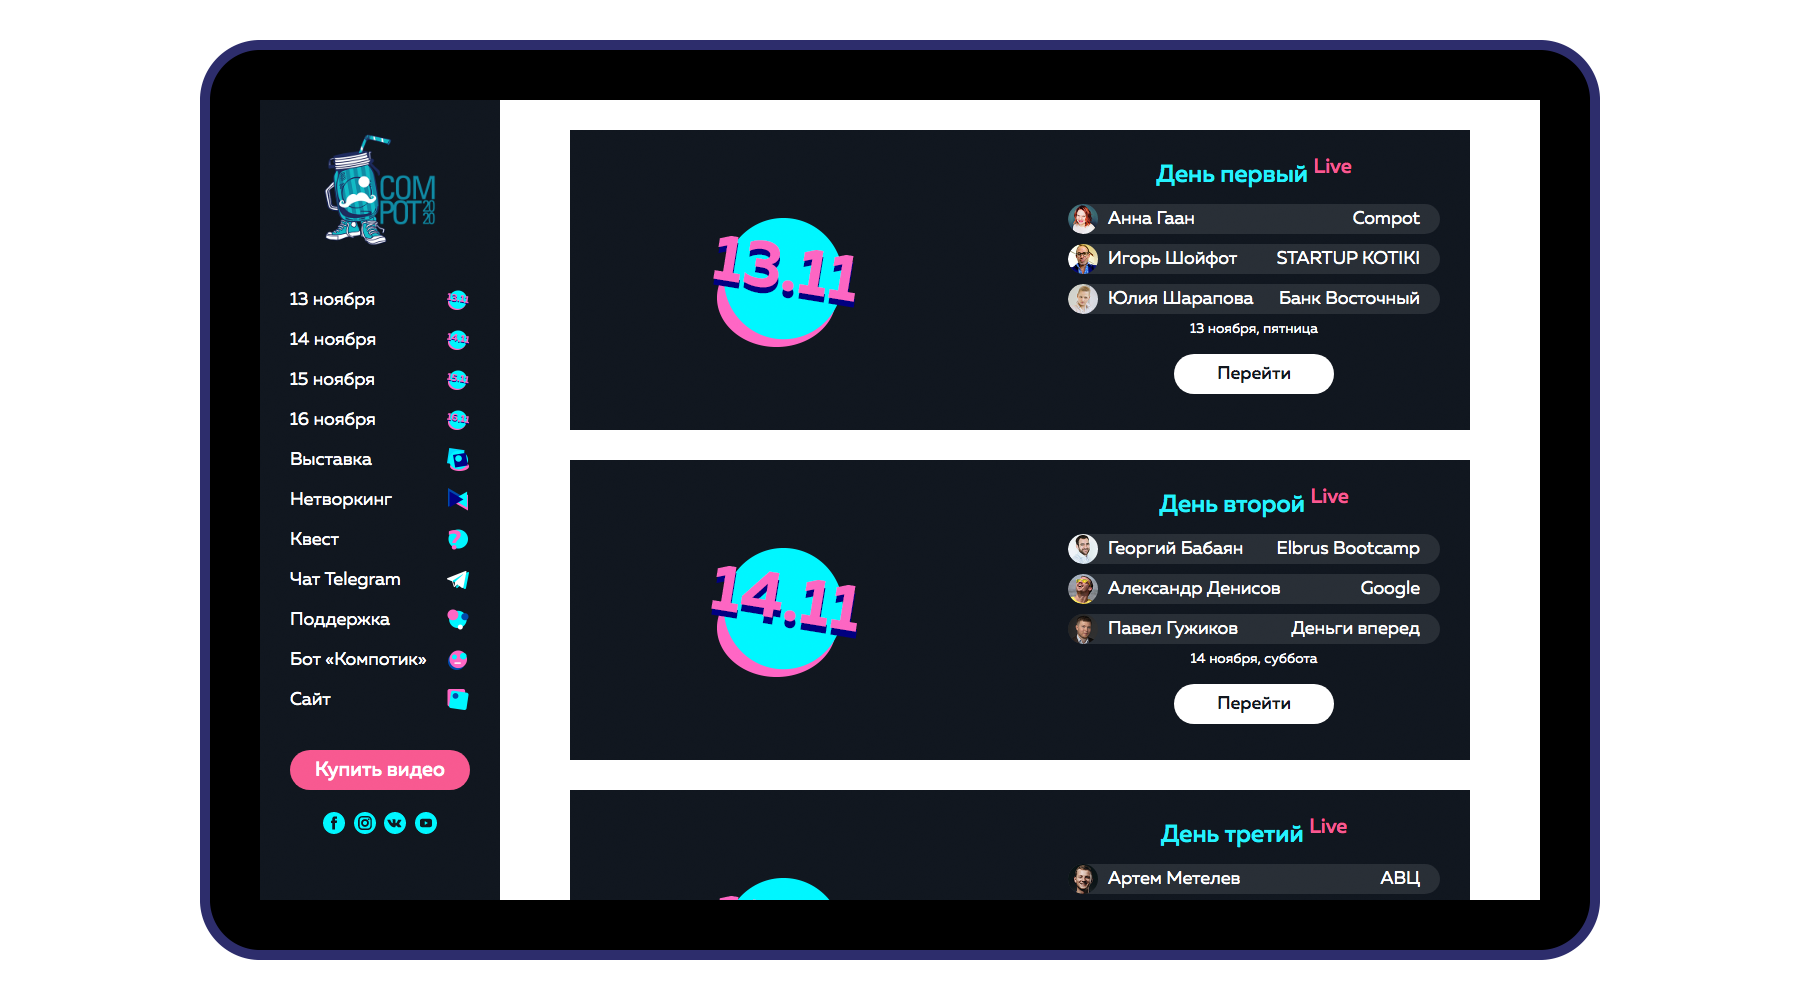 COM
POT 20
20
13 ноября
14 ноября
15 ноября
16 ноября
Выставка
Нетворкинг
Квест
Чат Telegram
Поддержка
Бот «Компотик»
Сайт
Купить видео
13.11
День первый Live
Анна Гаан Compot
Игорь Шойфот STARTUP KOTIKI
Юлия Шарапова Банк Восточный
13 ноября, пятница
Перейти
14.11
День второй Live
Георгий Бабаян Elbrus Bootcamp
Александр Денисов Google
Павел Гужиков Деньги вперед
14 ноября, суббота
Перейти
День третий Live
Артем Метелев АВЦ